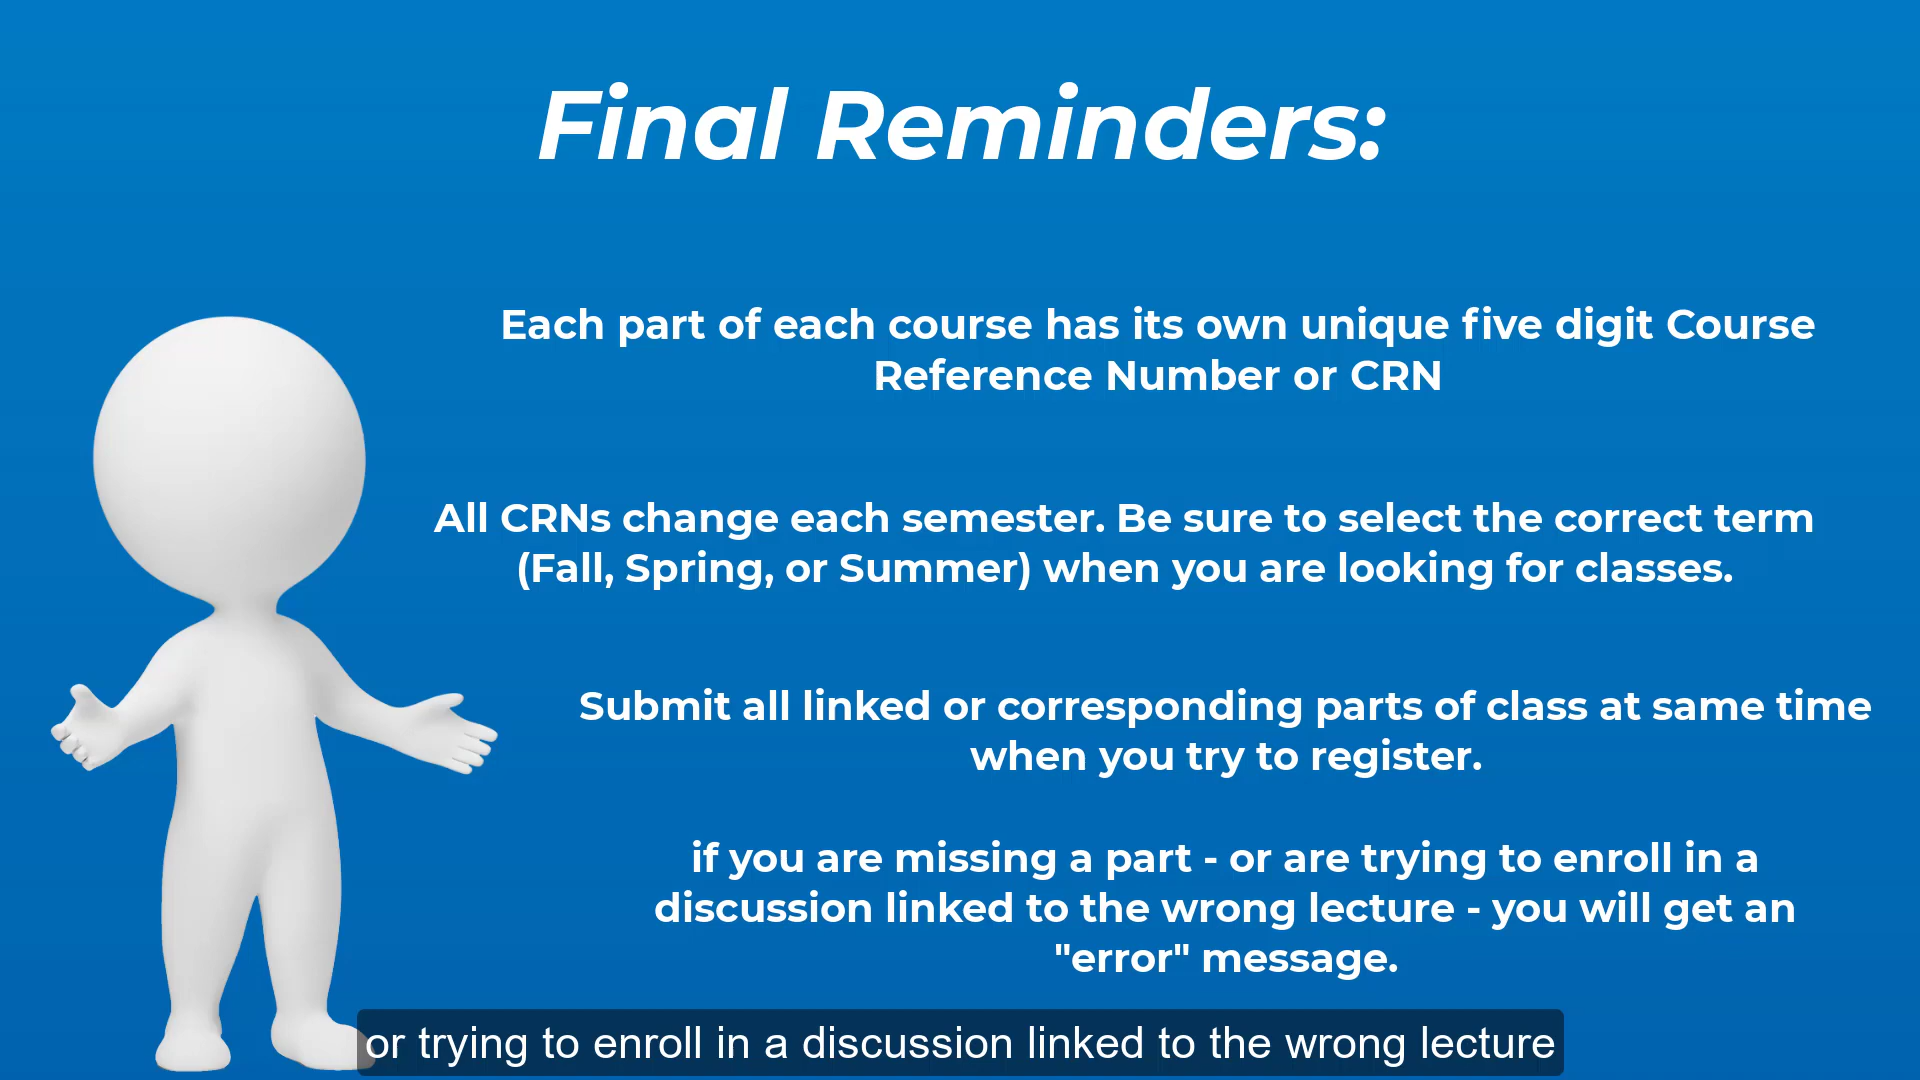 Final Reminders:
Each part of each course has its own unique five digit Course
Reference Number or CRN
All CRNs change each semester. Be sure to select the correct term
(Fall, Spring, or Summer) when you are looking for classes.
Submit all linked or corresponding parts of class at same time
when you try to register.
if you are missing a part - or are trying to enroll in a
discussion linked to the wrong lecture - you will get an
"error" message.
or trying to enroll in a discussion linked to the wrong lecture